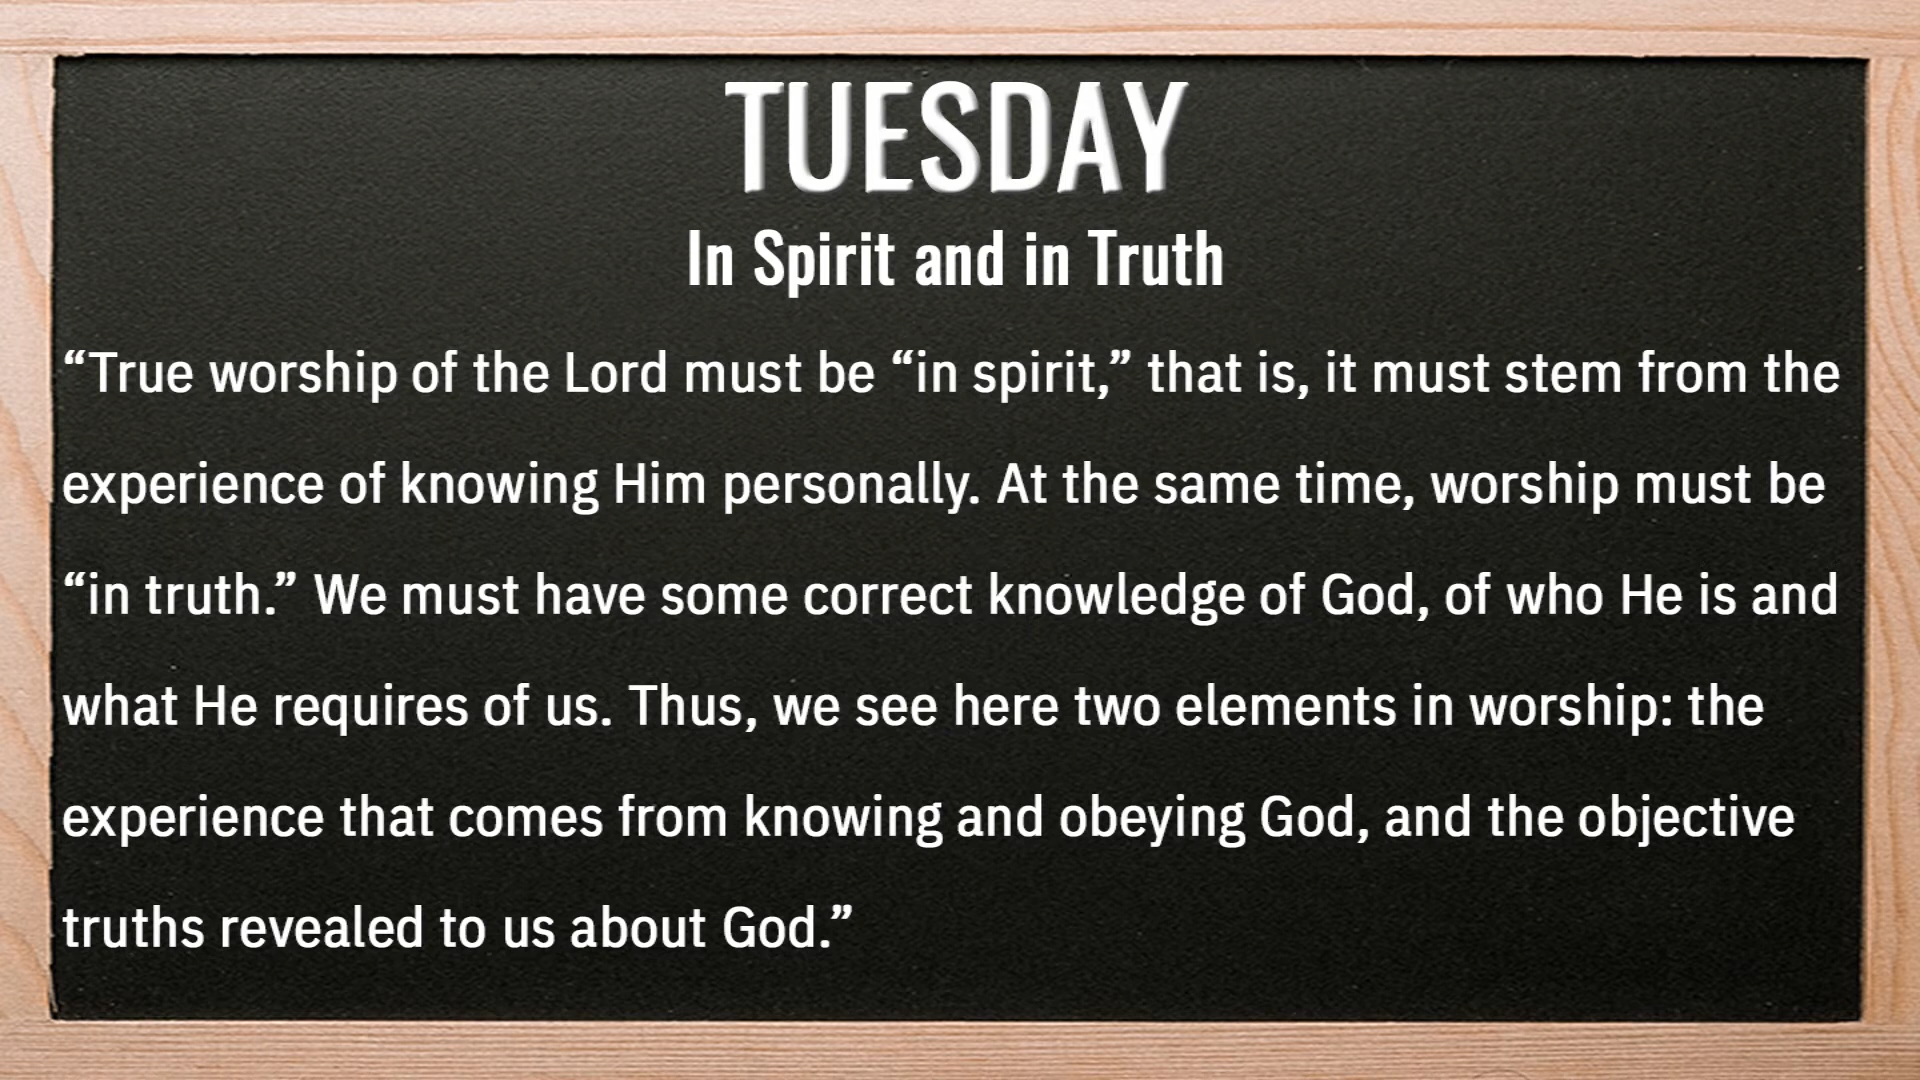 TUESDAY
In Spirit and in Truth
“True worship of the Lord must be “in spirit,” that is, it must stem from the
experience of knowing Him personally. At the same time, worship must be
“in truth.” We must have some correct knowledge of God, of who He is and
what He requires of us. Thus, we see here two elements in worship: the
experience that comes from knowing and obeying God, and the objective
truths revealed to us about God.”